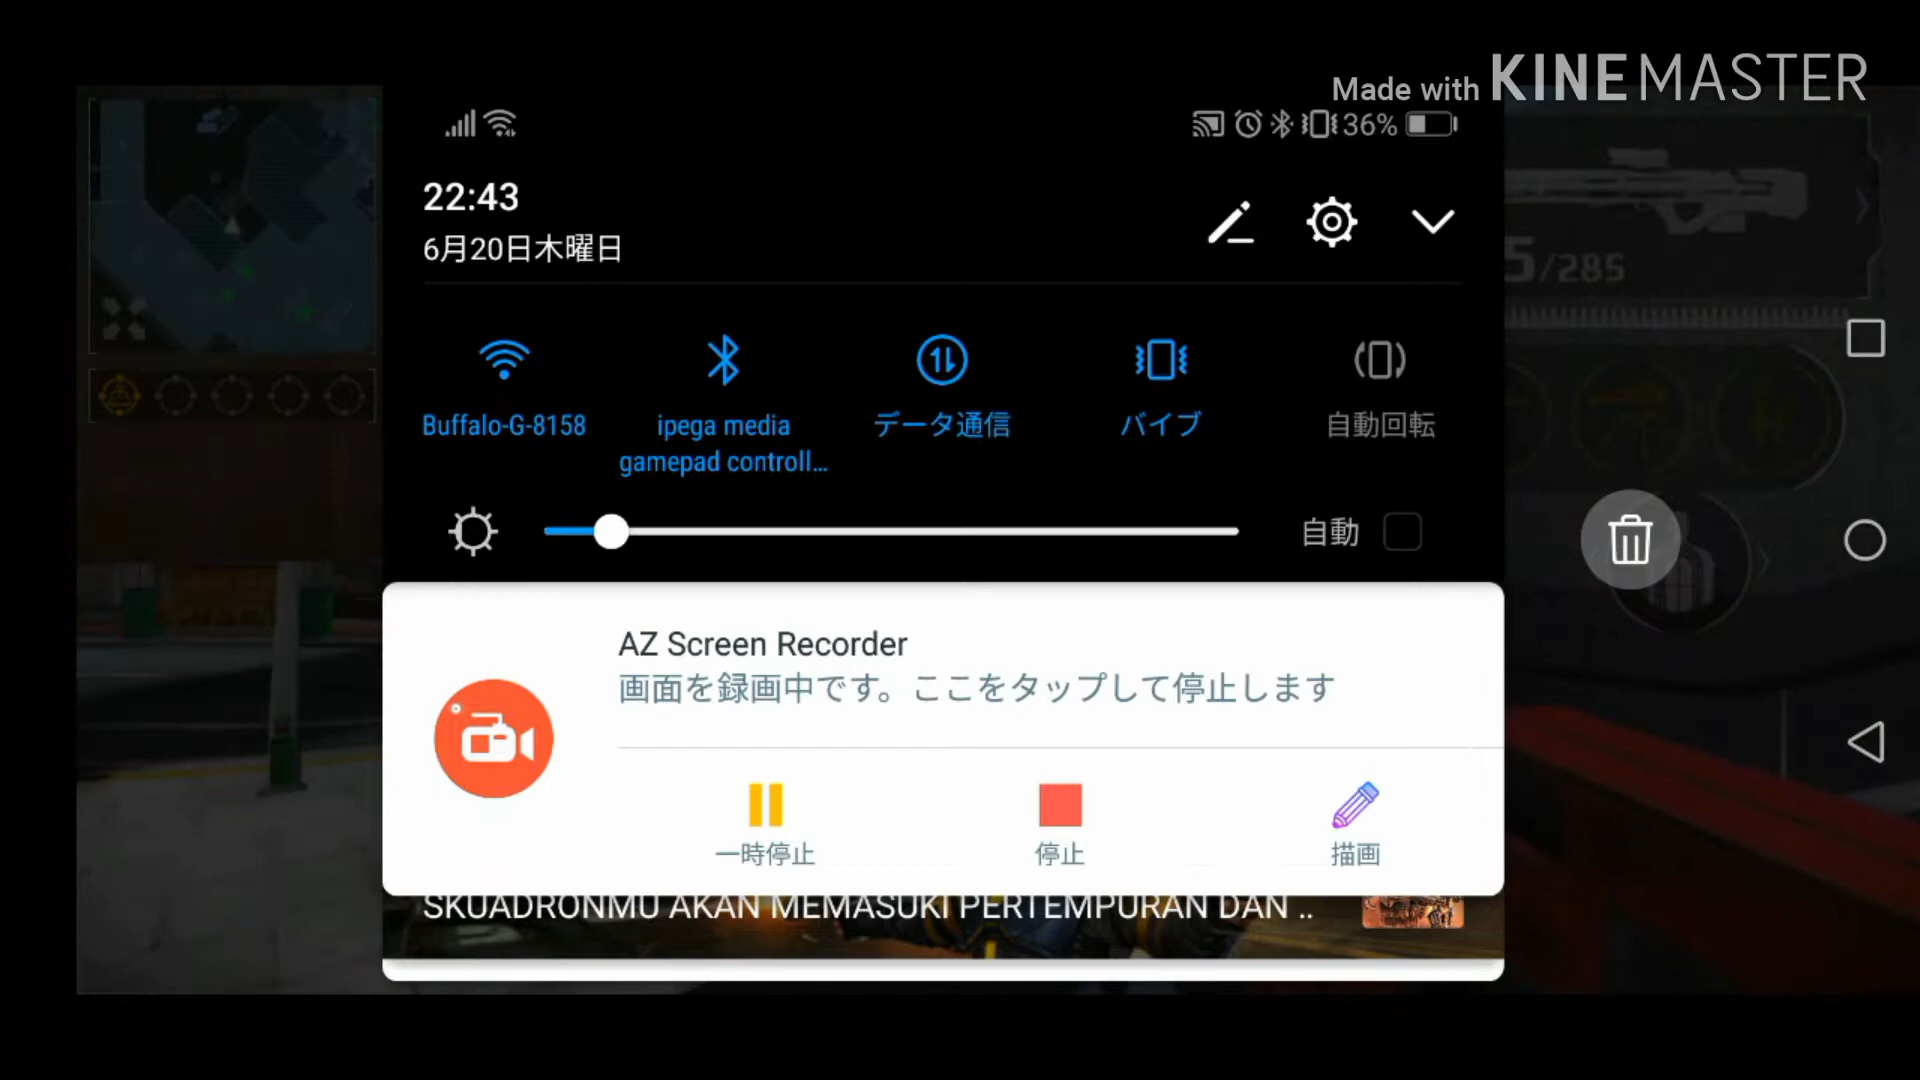 Made with KINEMASTER
36%
22:43
6月20日木曜日
5/285
Buffalo-G-8158
ipega media
gamepad controll...
データ通信
バイブ
自動回転
自動
AZ Screen Recorder
画面を録画中です。ここをタップして停止します
一時停止
停止
描画
SKUADRONMU AKAN MEMASUKI PERTEMPURAN DAN ..